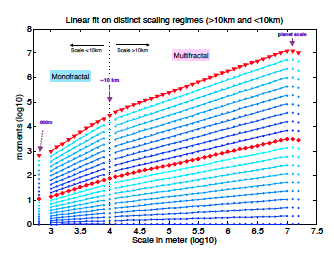 Linear fit on distinct scaling regimes (>10km and <10km)
8
7
6
5
4
3
2
1
0
moments (log10)
Scale <10km
Scale >10km
planet scale
Monofractal
Multifractal
~10 km
600m
3
3.5
4
4.5
5
5.5
6
6.5
7
7.5
Scale in meter (log10)